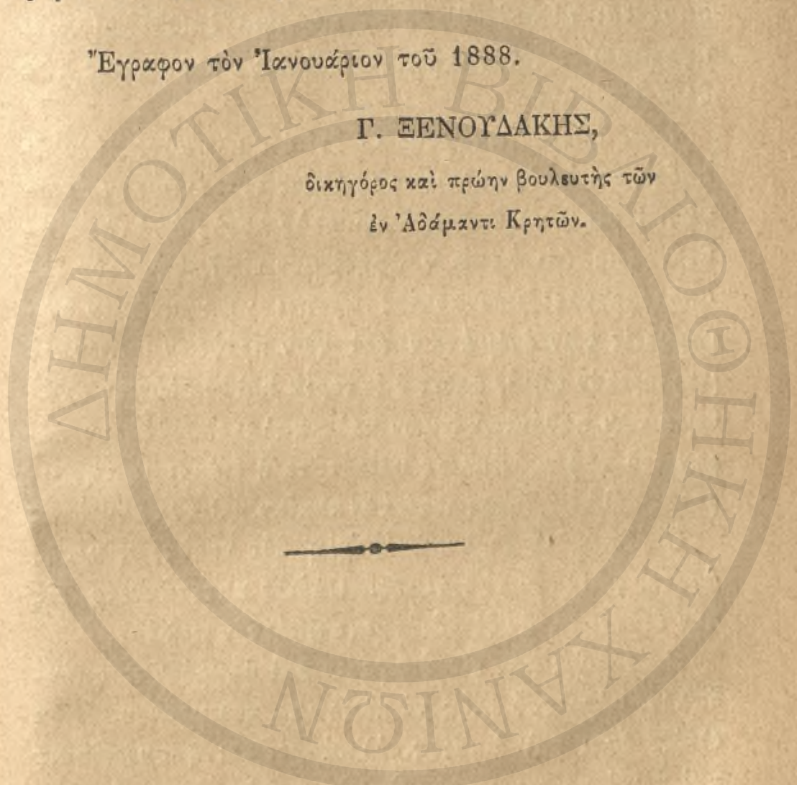 Ἔγραφον τὸν Ἰανουάριον τοῦ 1888.
Γ. ΞΕΝΟΥΔΑΚΗΣ,
δικηγόρος καὶ πρώην βουλευτὴς τῶν
ἐν Ἀδάμαντι Κρητῶν.
ΔΗΜΟΤΙΚΗ ΒΙΒΛΙΟΘΗΚΗ ΧΑΝΙΩΝ